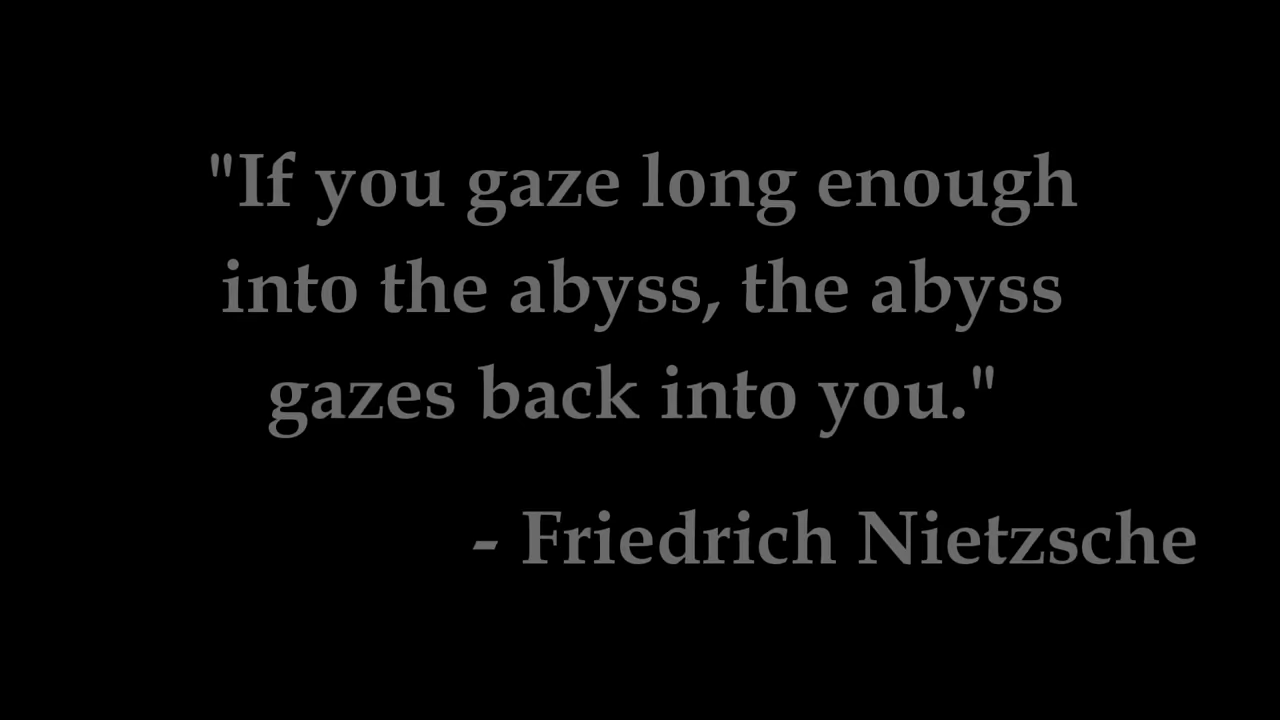 "If you gaze long enough
into the abyss, the abyss
gazes back into you."
- Friedrich Nietzsche